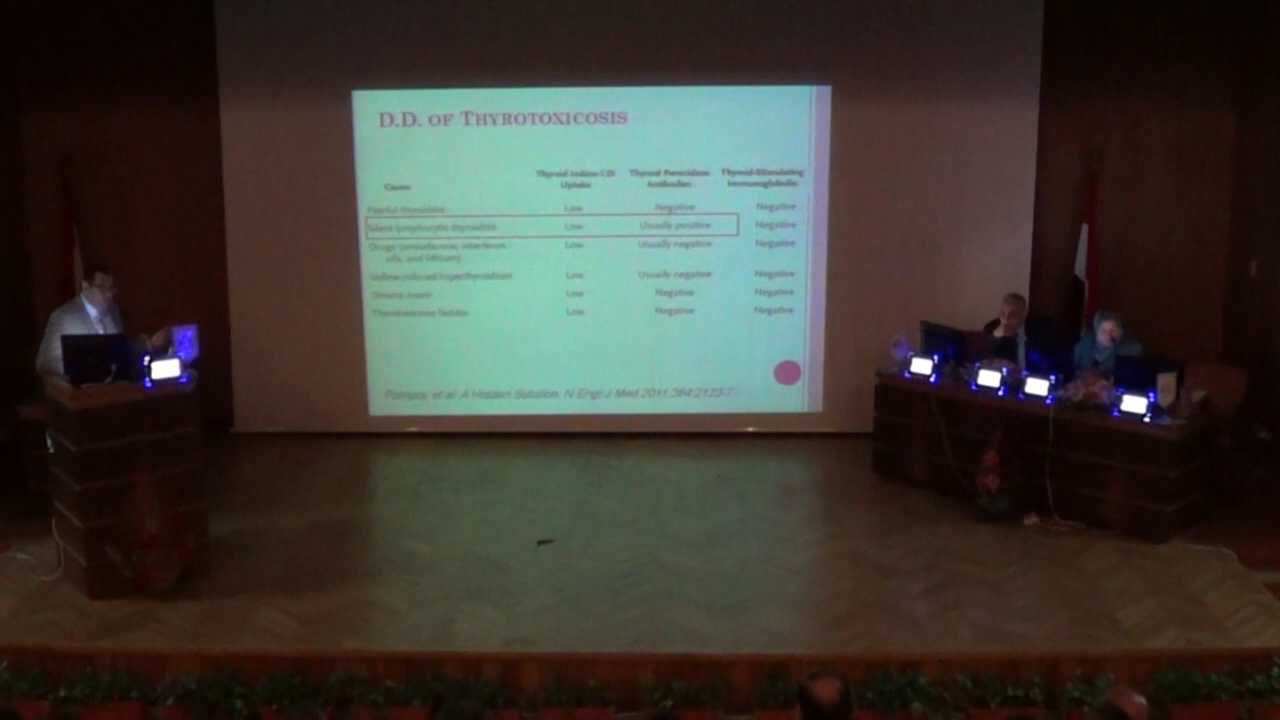 D.D. OF THYROTOXICOSIS
Cause
Thyroid Iodine-I.D. Uptake
Thyroid Peroxidase Antibodies
Thyroid-Stimulating Immunoglobulin
Painful thyroiditis Low Negative Negative
Silent lymphocytic thyroiditis Low Usually positive Negative
Drugs (amiodarone, interferon Low Usually negative Negative
alfa, and lithium)
Iodine-induced hyperthyroidism Low Usually negative Negative
Struma ovarii Low Negative Negative
Thyrotoxicosis factitia Low Negative Negative
et al. A Hidden Solution. N Engl J Med 2011;364:2123-7.